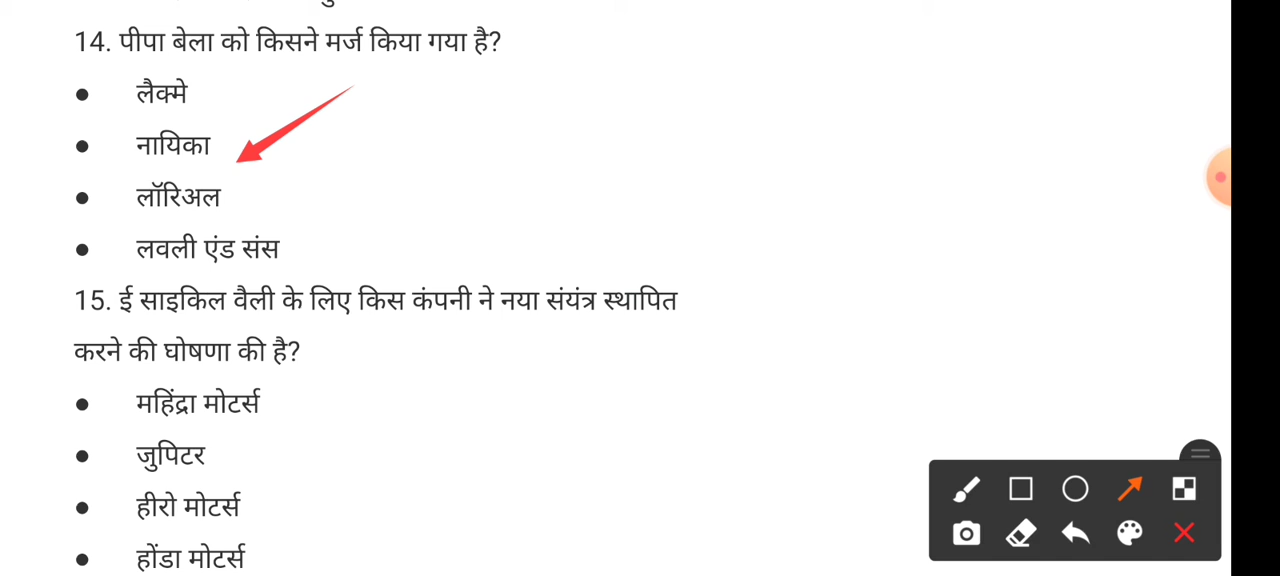 14. पीपा बेला को किसने मर्ज किया गया है?
● लैक्मे
● नायिका
● लॉरिअल
● लवली एंड संस
15. ई साइकिल वैली के लिए किस कंपनी ने नया संयंत्र स्थापित
करने की घोषणा की है?
● महिंद्रा मोटर्स
● जुपिटर
● हीरो मोटर्स
● होंडा मोटर्स